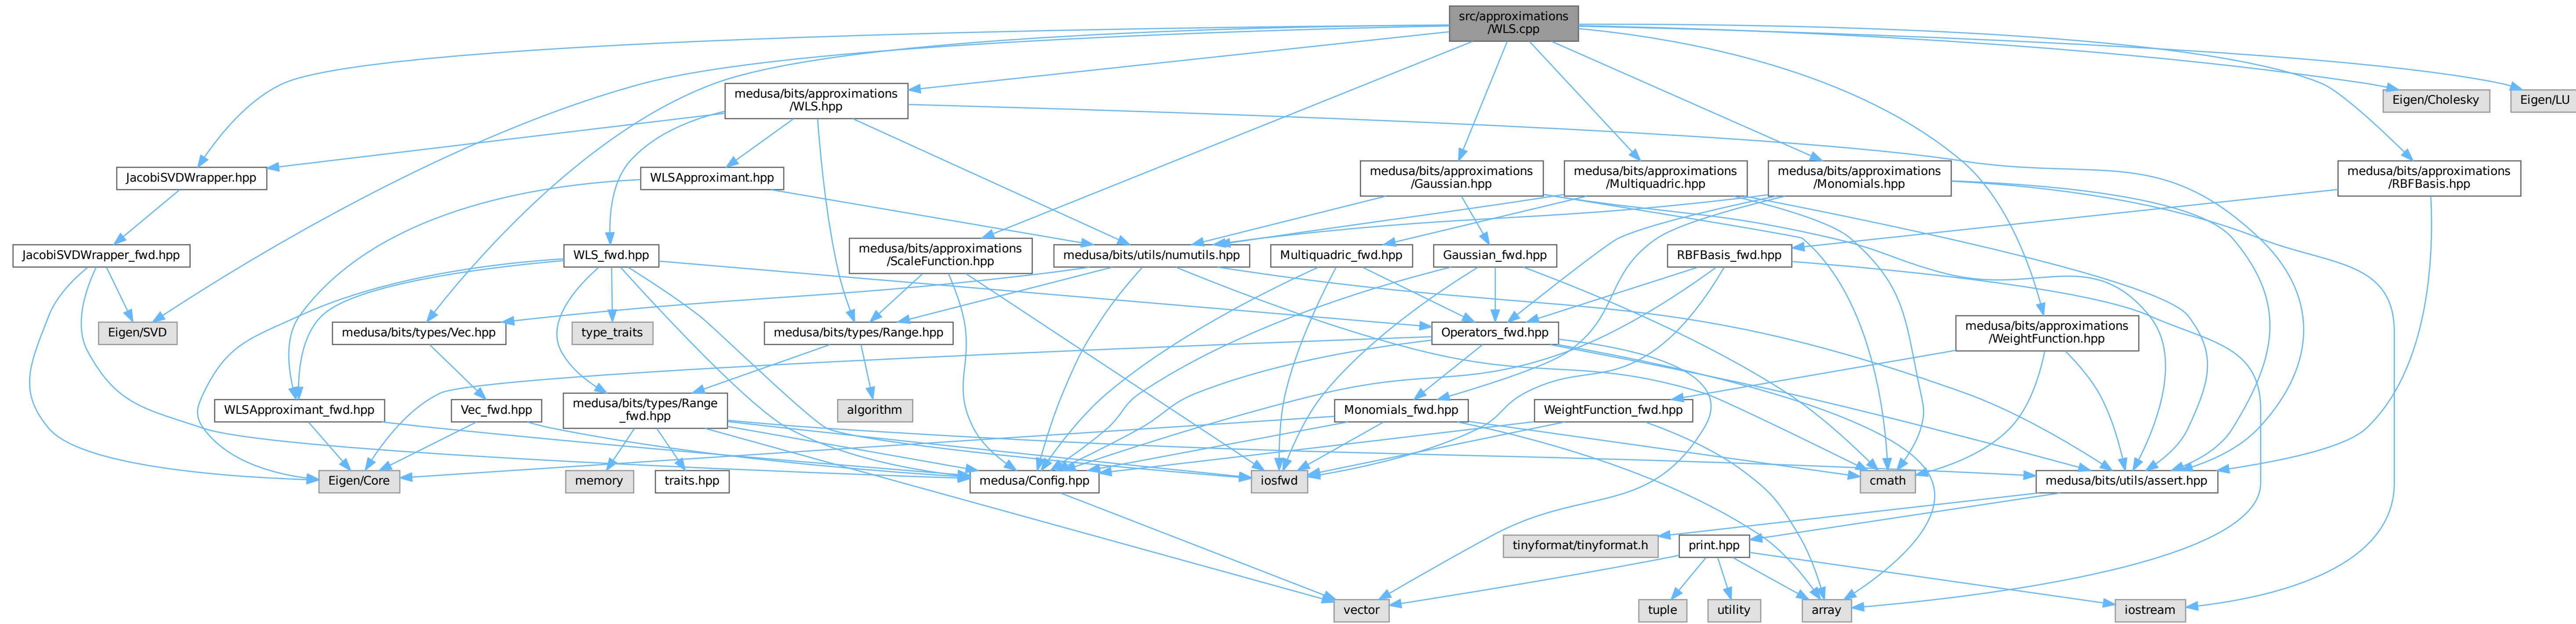 src/approximations
/WLS.cpp
medusa/bits/approximations
/WLS.hpp
Eigen/Cholesky
Eigen/LU
JacobiSVDWrapper.hpp
WLSApproximant.hpp
medusa/bits/approximations
/Gaussian.hpp
medusa/bits/approximations
/Multiquadric.hpp
medusa/bits/approximations
/Monomials.hpp
medusa/bits/approximations
/RBFBasis.hpp
JacobiSVDWrapper_fwd.hpp
WLS_fwd.hpp
medusa/bits/approximations
/ScaleFunction.hpp
medusa/bits/utils/numutils.hpp
Multiquadric_fwd.hpp
Gaussian_fwd.hpp
RBFBasis_fwd.hpp
Eigen/SVD
medusa/bits/types/Vec.hpp
type_traits
medusa/bits/types/Range.hpp
Operators_fwd.hpp
medusa/bits/approximations
/WeightFunction.hpp
WLSApproximant_fwd.hpp
Vec_fwd.hpp
medusa/bits/types/Range
_fwd.hpp
algorithm
Monomials_fwd.hpp
WeightFunction_fwd.hpp
Eigen/Core
memory
traits.hpp
medusa/Config.hpp
iosfwd
cmath
medusa/bits/utils/assert.hpp
tinyformat/tinyformat.h
print.hpp
vector
tuple
utility
array
iostream